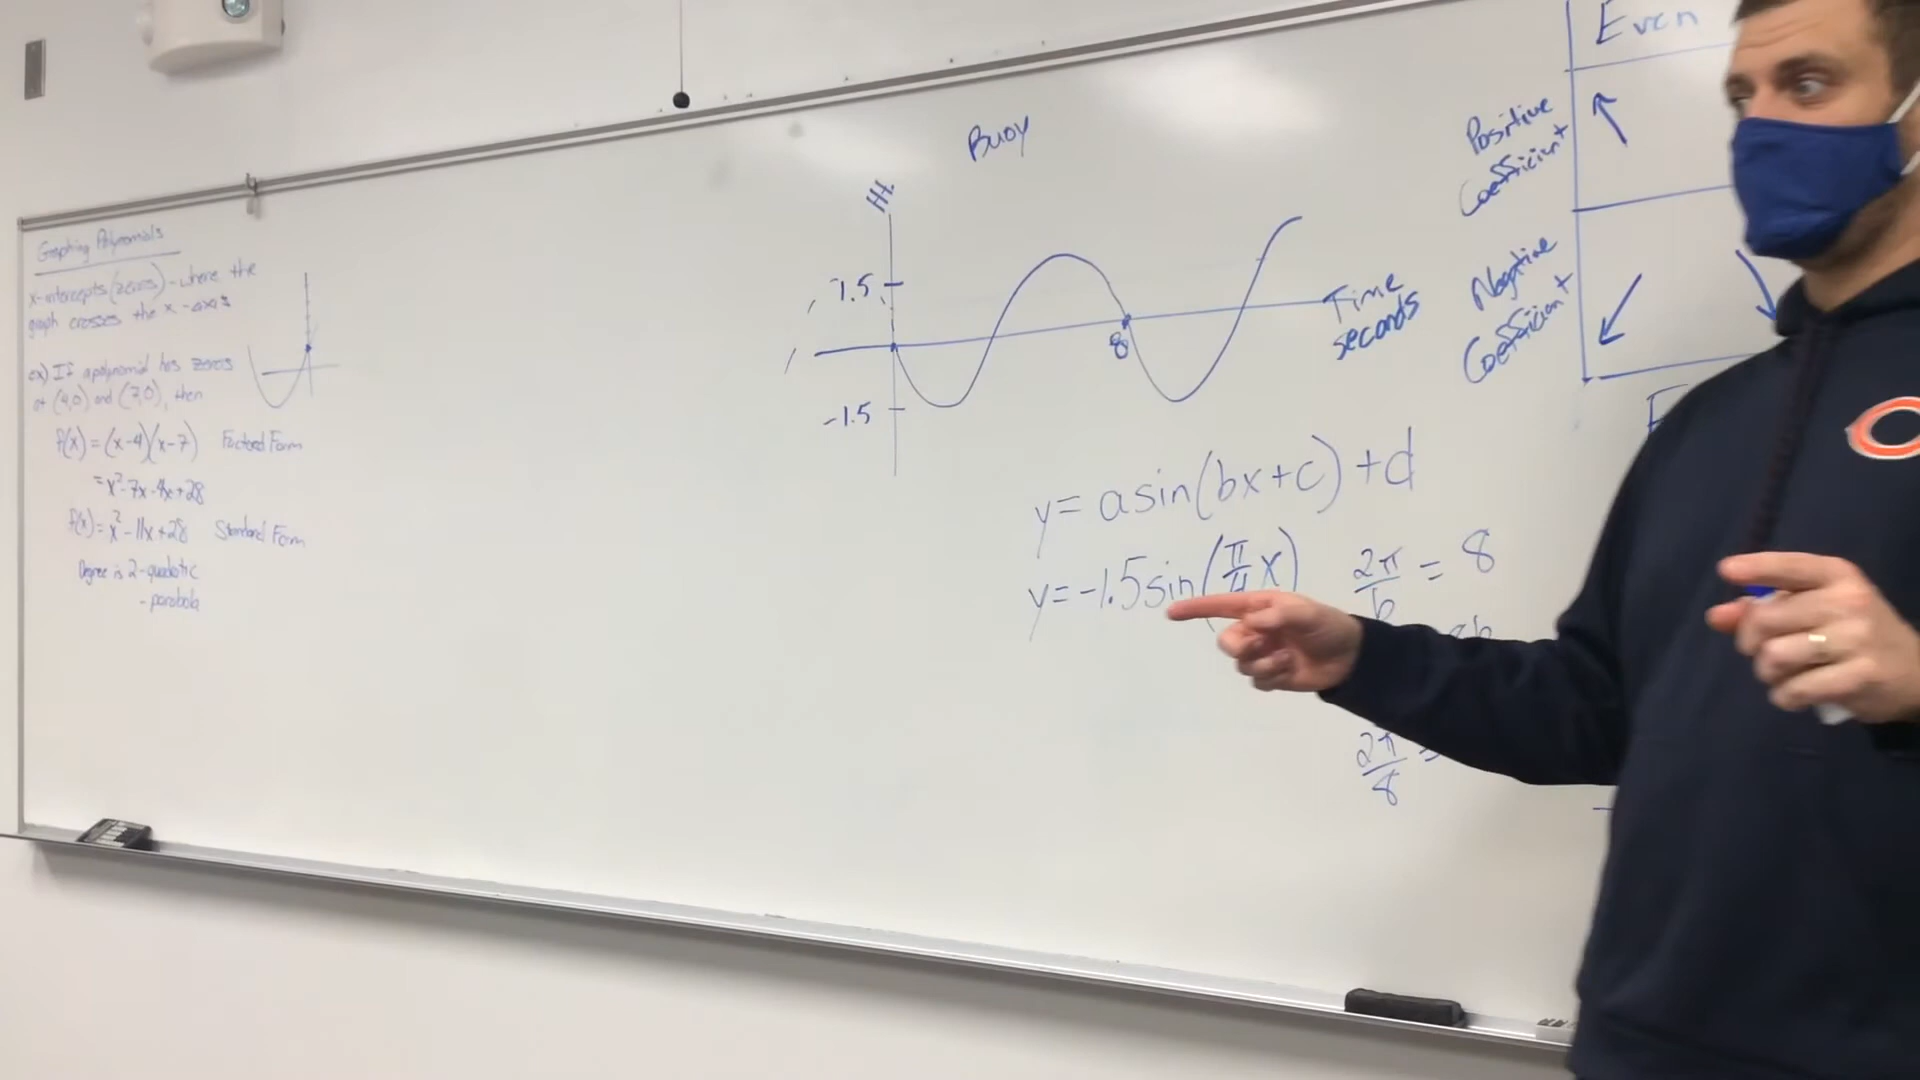 Graphing Polynomials
x-intercepts (zeros) - where the
graph crosses the x-axis
ex) If a polynomial has zeros
at (4,0) and (7,0), then
f(x) = (x-4)(x-7) Factored Form
= x²-7x-4x+28
f(x) = x²-11x+28 Standard Form
Degree is 2-quadratic
- parabola
Buoy
Ht.
1.5
-1.5
8
Time
seconds
y = a sin(bx+c) + d
y = -1.5 sin(π/4 x)
2π/b = 8
8b
2π/8 =
Even
Positive
Coefficient
Negative
Coefficient